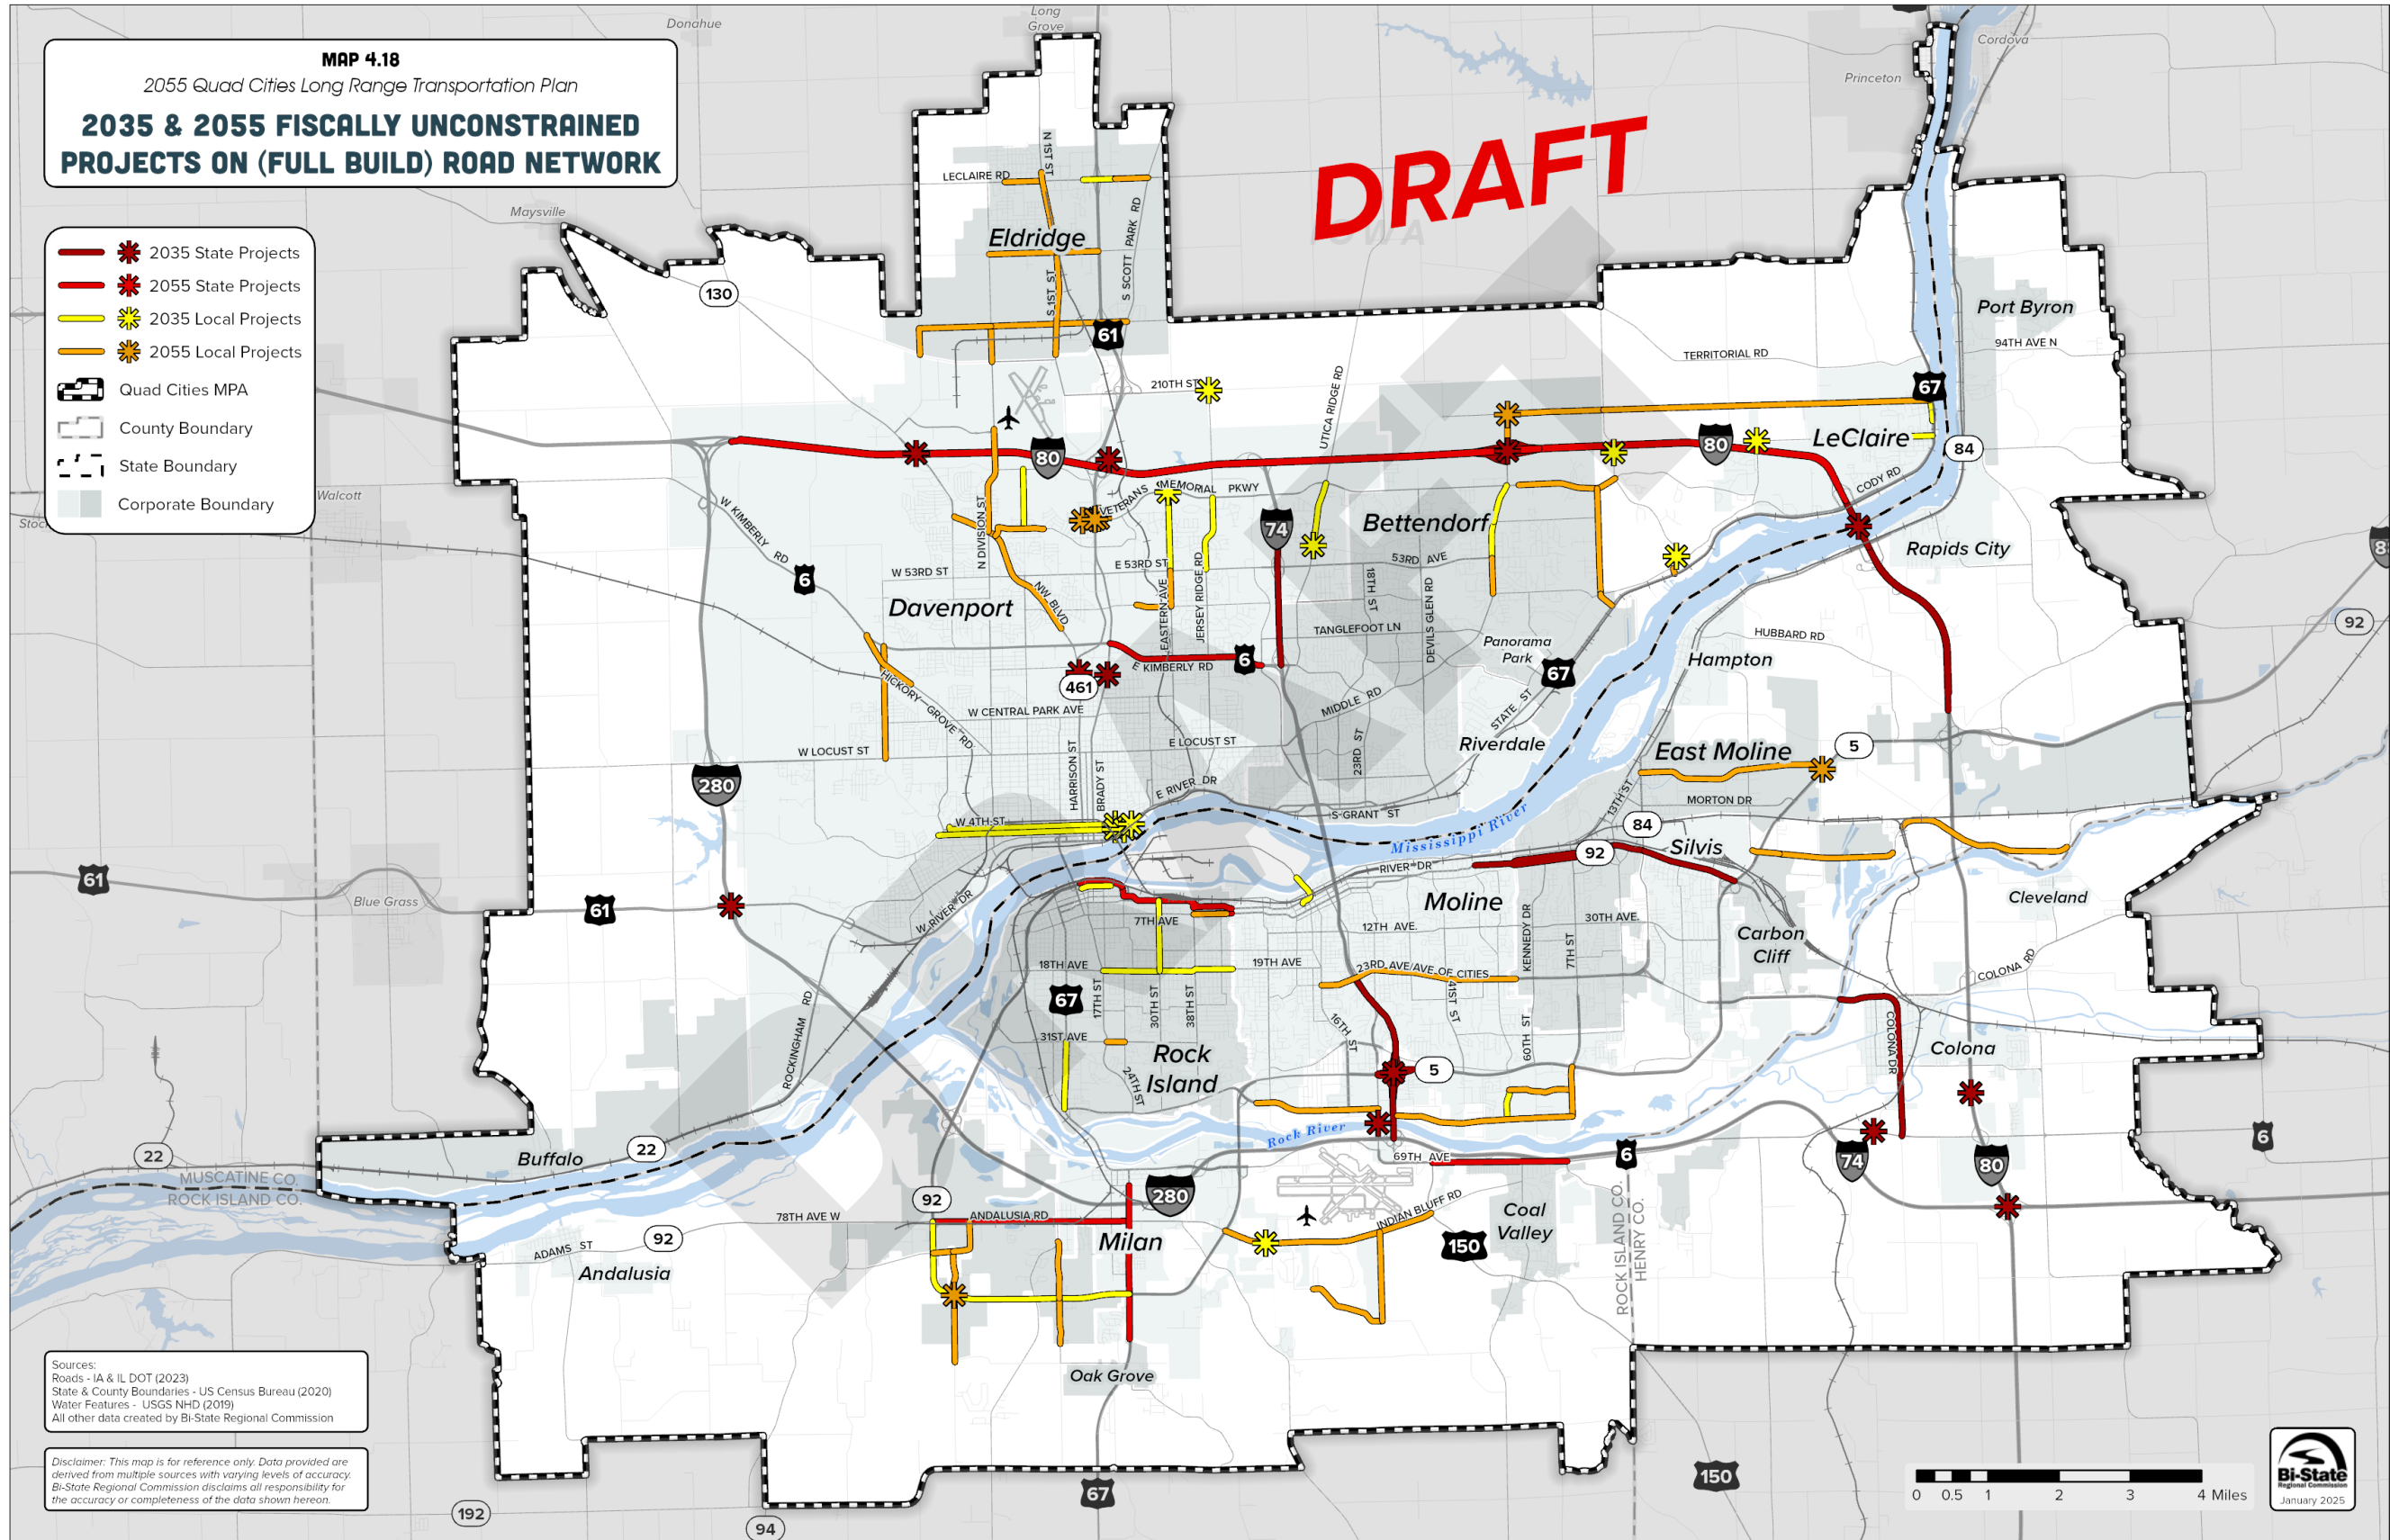 MAP 4.18
2055 Quad Cities Long Range Transportation Plan
2035 & 2055 FISCALLY UNCONSTRAINED
PROJECTS ON (FULL BUILD) ROAD NETWORK
2035 State Projects
2055 State Projects
2035 Local Projects
2055 Local Projects
Quad Cities MPA
County Boundary
State Boundary
Corporate Boundary
DRAFT
IOWA
Donahue
Long
Grove
Cordova
Princeton
Maysville
Walcott
Blue Grass
N 1ST ST
LECLAIRE RD
Eldridge
S 1ST ST
S SCOTT PARK RD
130
61
210TH ST
UTICA RIDGE RD
TERRITORIAL RD
Port Byron
94TH AVE N
67
LeClaire
80
80
84
CODY RD
VETERANS MEMORIAL PKWY
N DIVISION ST
W KIMBERLY RD
6
74
Bettendorf
53RD AVE
Rapids City
W 53RD ST
E 53RD ST
Davenport
NW BLVD
EASTERN AVE
JERSEY RIDGE RD
18TH ST
DEVILS GLEN RD
TANGLEFOOT LN
Panorama
Park
HUBBARD RD
Hampton
92
E KIMBERLY RD
6
67
461
HICKORY GROVE RD
W CENTRAL PARK AVE
MIDDLE RD
STATE ST
W LOCUST ST
E LOCUST ST
23RD ST
Riverdale
East Moline
5
280
HARRISON ST
BRADY ST
E RIVER DR
13TH ST
MORTON DR
W 4TH ST
S GRANT ST
Mississippi River
84
Silvis
92
RIVER DR
61
61
W RIVER DR
Moline
Cleveland
7TH AVE
12TH AVE.
KENNEDY DR
30TH AVE.
7TH ST
Carbon
Cliff
18TH AVE
19TH AVE
23RD AVE/AVE OF CITIES
COLONA RD
67
17TH ST
30TH ST
38TH ST
41ST ST
16TH ST
60TH ST
ROCKINGHAM RD
31ST AVE
Rock
Island
24TH ST
5
COLONA DR
Colona
Rock River
22
MUSCATINE CO.
ROCK ISLAND CO.
Buffalo
22
69TH AVE
6
74
80
6
92
280
78TH AVE W
ANDALUSIA RD
INDIAN BLUFF RD
Coal
Valley
150
ROCK ISLAND CO.
HENRY CO.
ADAMS ST
92
Andalusia
Milan
Oak Grove
67
150
192
94
Sources:
Roads - IA & IL DOT (2023)
State & County Boundaries - US Census Bureau (2020)
Water Features - USGS NHD (2019)
All other data created by Bi-State Regional Commission
Disclaimer: This map is for reference only. Data provided are
derived from multiple sources with varying levels of accuracy.
Bi-State Regional Commission disclaims all responsibility for
the accuracy or completeness of the data shown hereon.
0 0.5 1 2 3 4 Miles
Bi-State
Regional Commission
January 2025